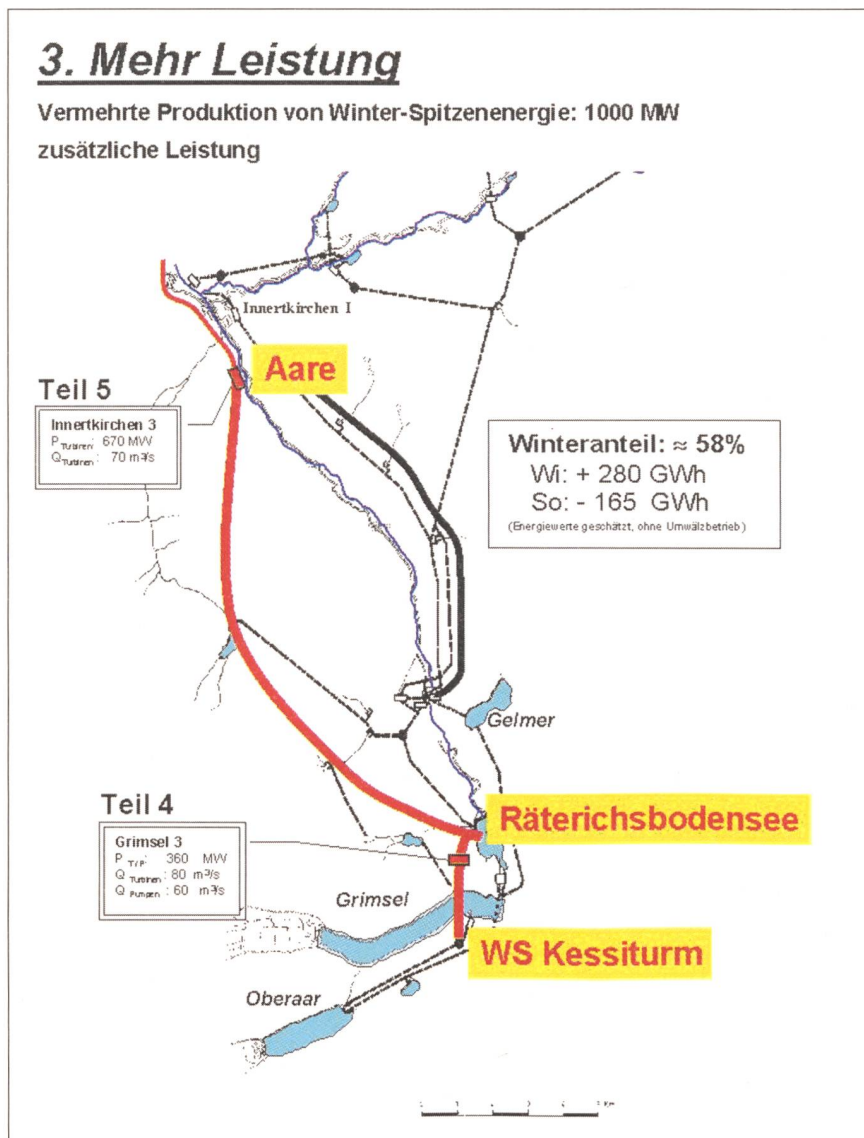 3. Mehr Leistung
Vermehrte Produktion von Winter-Spitzenenergie: 1000 MW
zusätzliche Leistung
Innertkirchen I
Aare
Teil 5
Innertkirchen 3
P Turbinen: 670 MW
Q Turbinen: 70 m³/s
Winteranteil: ≈ 58%
Wi: + 280 GWh
So: - 165 GWh
(Energiewerte geschätzt, ohne Umwälzbetrieb)
Gelmer
Teil 4
Räterichsbodensee
Grimsel 3
P T/P: 360 MW
Q Turbinen: 80 m³/s
Q Pumpen: 60 m³/s
Grimsel
WS Kessiturm
Oberaar